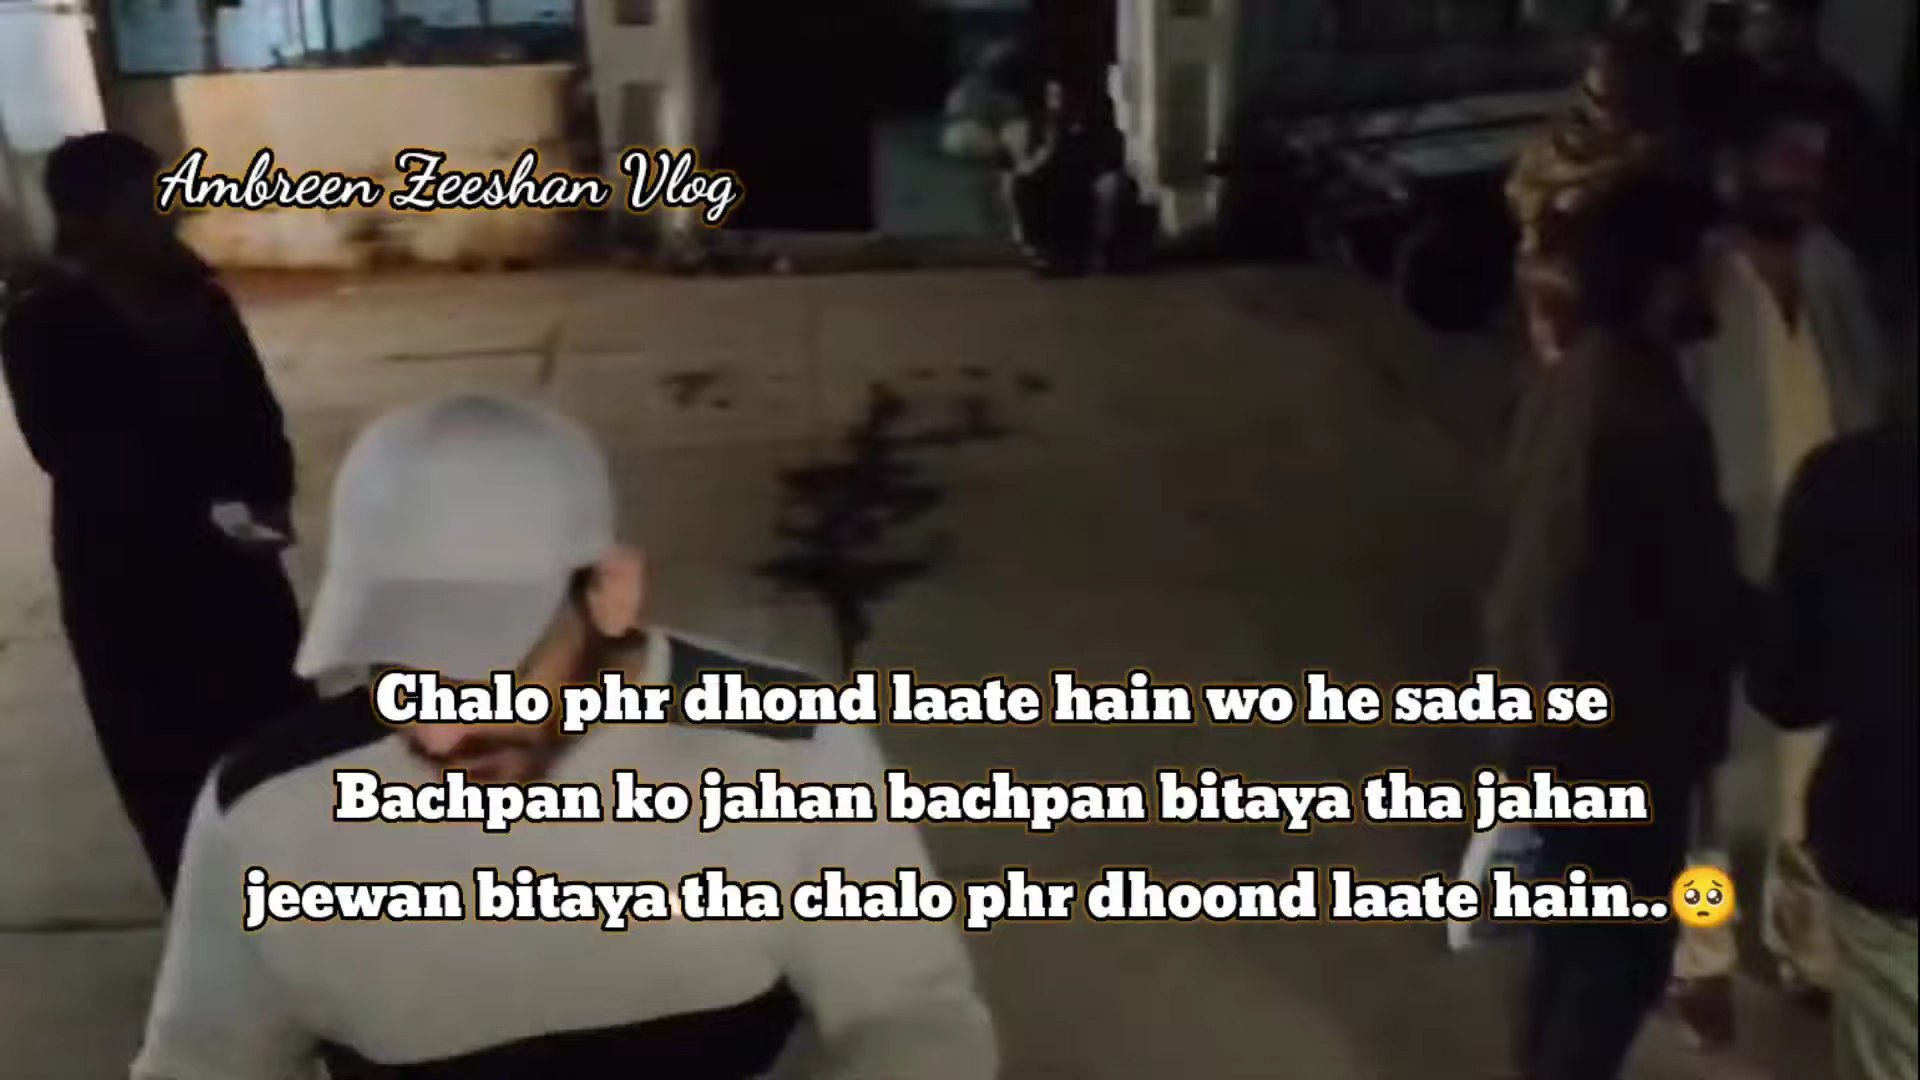 Ambreen Zeeshan Vlog
Chalo phr dhond laate hain wo he sada se
Bachpan ko jahan bachpan bitaya tha jahan
jeewan bitaya tha chalo phr dhoond laate hain..🥺